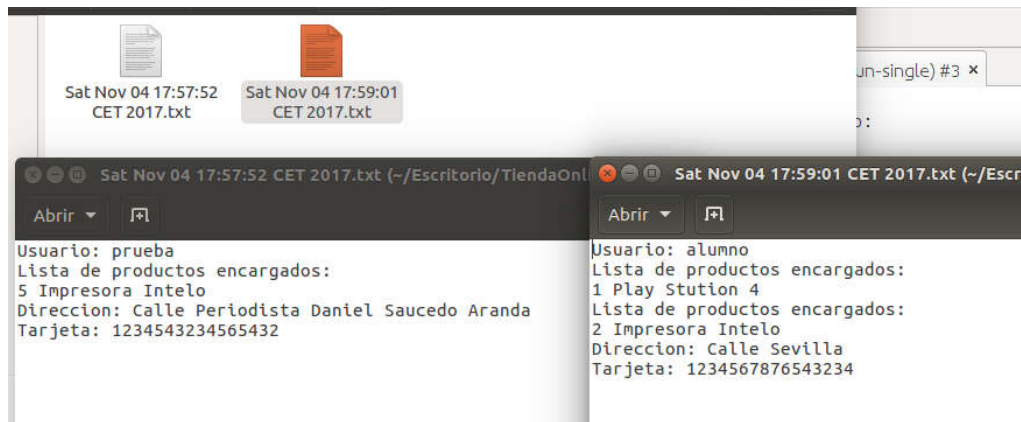 Sat Nov 04 17:57:52
CET 2017.txt
Sat Nov 04 17:59:01
CET 2017.txt
un-single) #3 ×
o:
Sat Nov 04 17:57:52 CET 2017.txt (~/Escritorio/TiendaOnl
Abrir
Usuario: prueba
Lista de productos encargados:
5 Impresora Intelo
Direccion: Calle Periodista Daniel Saucedo Aranda
Tarjeta: 1234543234565432
Sat Nov 04 17:59:01 CET 2017.txt (~/Escr
Abrir
Usuario: alumno
Lista de productos encargados:
1 Play Stution 4
Lista de productos encargados:
2 Impresora Intelo
Direccion: Calle Sevilla
Tarjeta: 1234567876543234